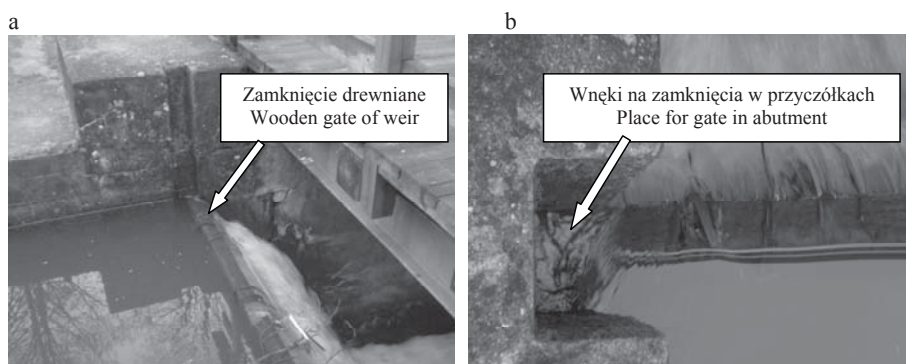 a
b
Zamknięcie drewniane
Wooden gate of weir
Wnęki na zamknięcia w przyczółkach
Place for gate in abutment